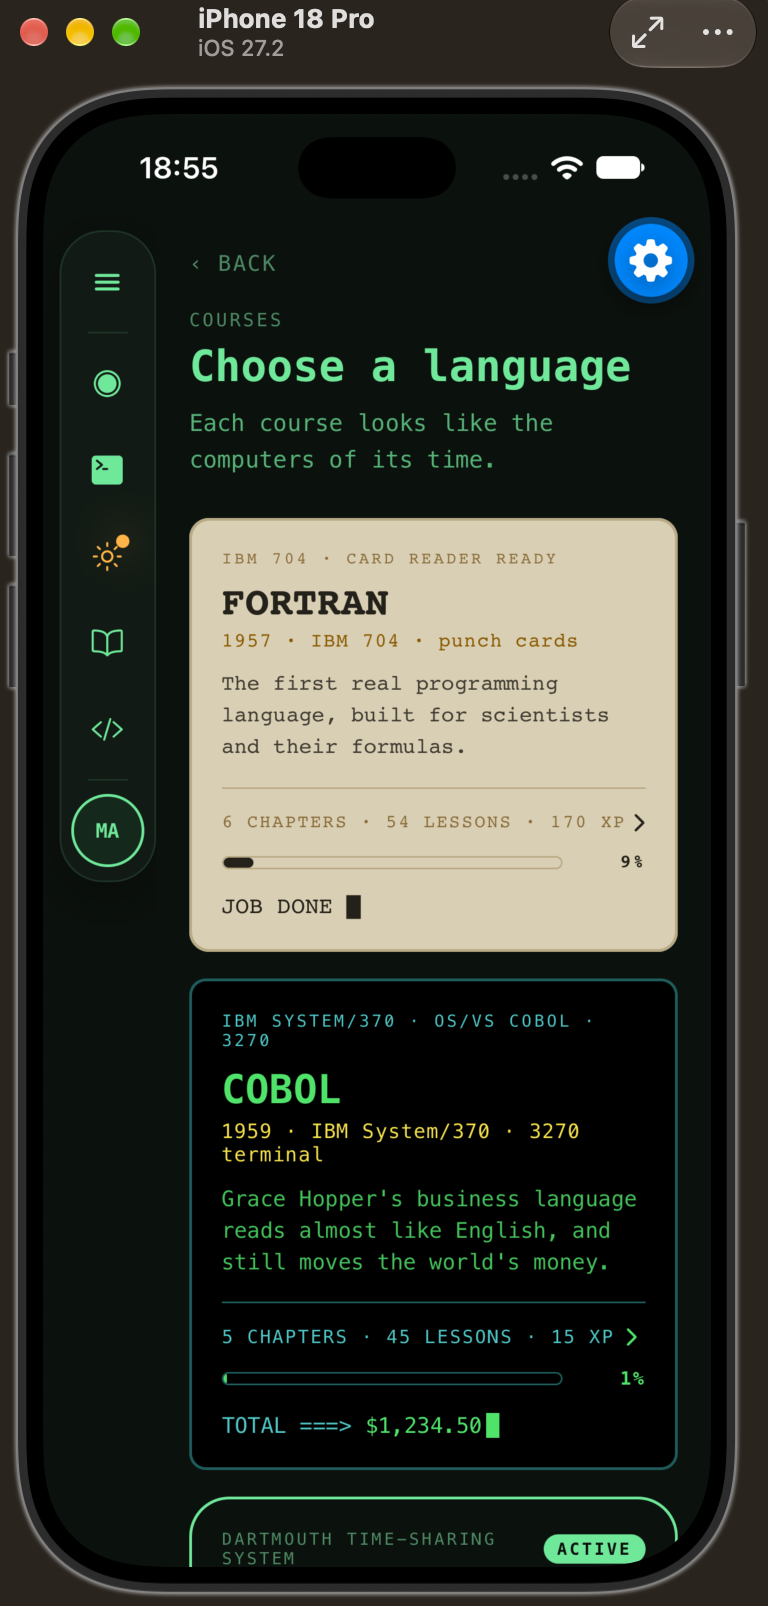 iPhone 18 Pro
iOS 27.2
18:55
‹ BACK
COURSES
Choose a language
Each course looks like the
computers of its time.
IBM 704 · CARD READER READY
FORTRAN
1957 · IBM 704 · punch cards
The first real programming
language, built for scientists
and their formulas.
6 CHAPTERS · 54 LESSONS · 170 XP
9%
JOB DONE
MA
IBM SYSTEM/370 · OS/VS COBOL ·
3270
COBOL
1959 · IBM System/370 · 3270
terminal
Grace Hopper's business language
reads almost like English, and
still moves the world's money.
5 CHAPTERS · 45 LESSONS · 15 XP
1%
TOTAL ===> $1,234.50
DARTMOUTH TIME–SHARING
SYSTEM
ACTIVE